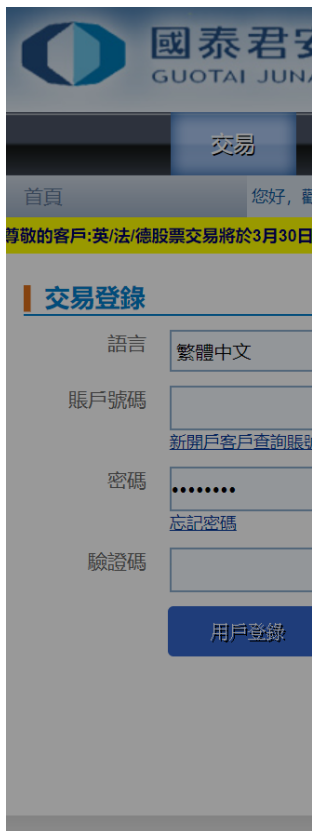 國泰君安
GUOTAI JUNA
交易
首頁
您好，
尊敬的客戶:英/法/德股票交易將於3月30日
交易登錄
語言
繁體中文
賬戶號碼
新開戶客戶查詢賬
密碼
••••••••
忘記密碼
驗證碼
用戶登錄